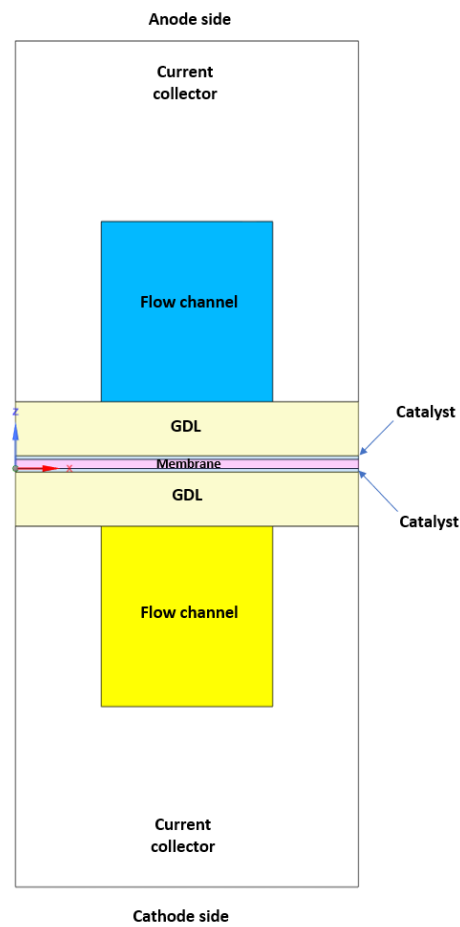 Anode side
Current
collector
Flow channel
GDL
Catalyst
Z
Membrane
X
GDL
Catalyst
Flow channel
Current
collector
Cathode side